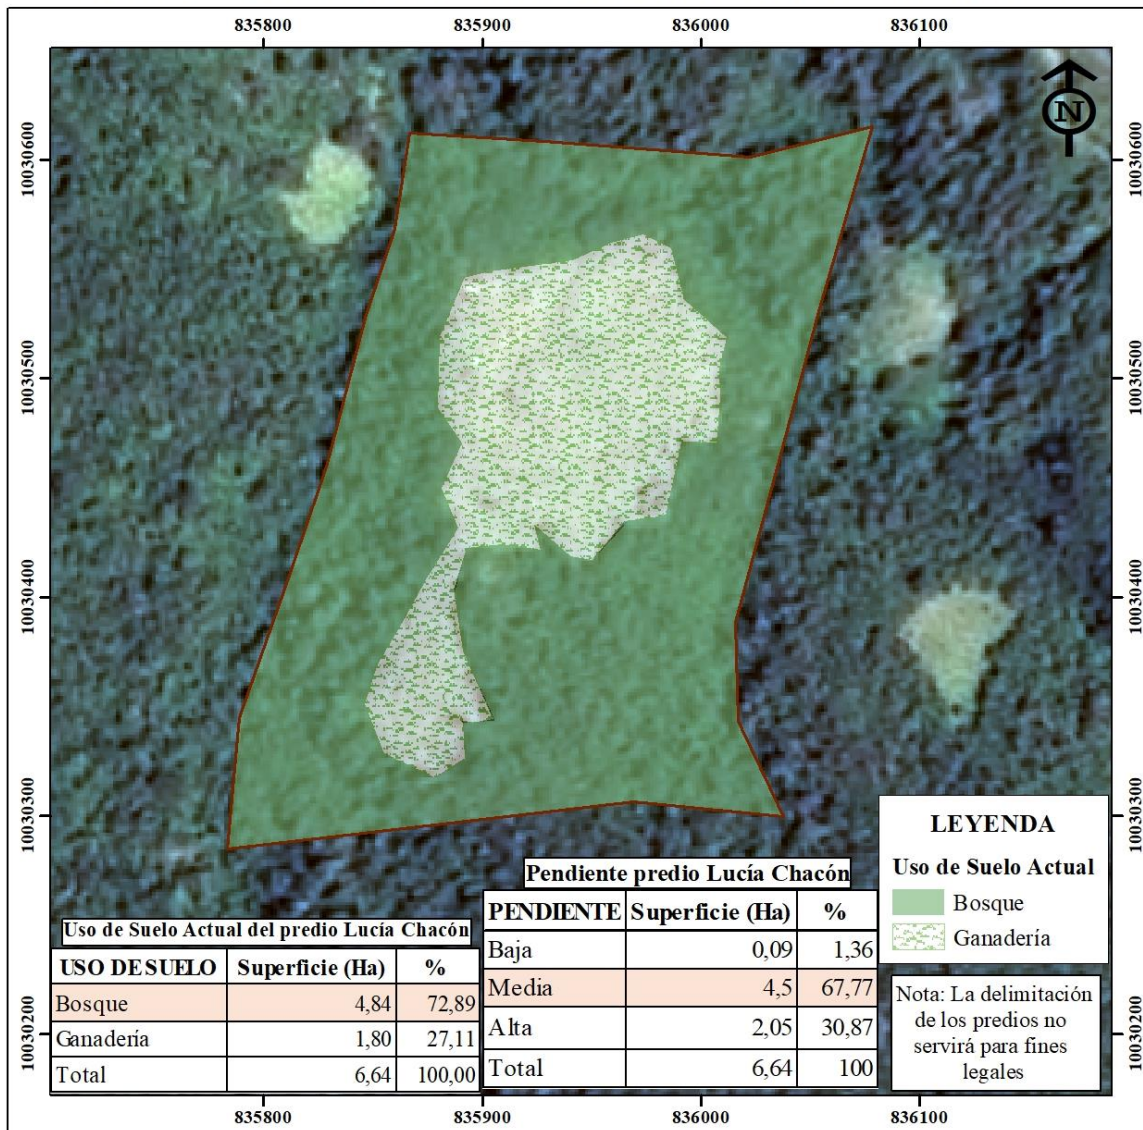 835800 835900 836000 836100
N
10030600 10030600
10030500 10030500
10030400 10030400
10030300 10030300
10030200 10030200
LEYENDA
Uso de Suelo Actual
Bosque
Ganadería
Nota: La delimitación
de los predios no
servirá para fines
legales
Pendiente predio Lucía Chacón
PENDIENTE Superficie (Ha) %
Baja 0,09 1,36
Media 4,5 67,77
Alta 2,05 30,87
Total 6,64 100
Uso de Suelo Actual del predio Lucía Chacón
USO DE SUELO Superficie (Ha) %
Bosque 4,84 72,89
Ganadería 1,80 27,11
Total 6,64 100,00
835800 835900 836000 836100